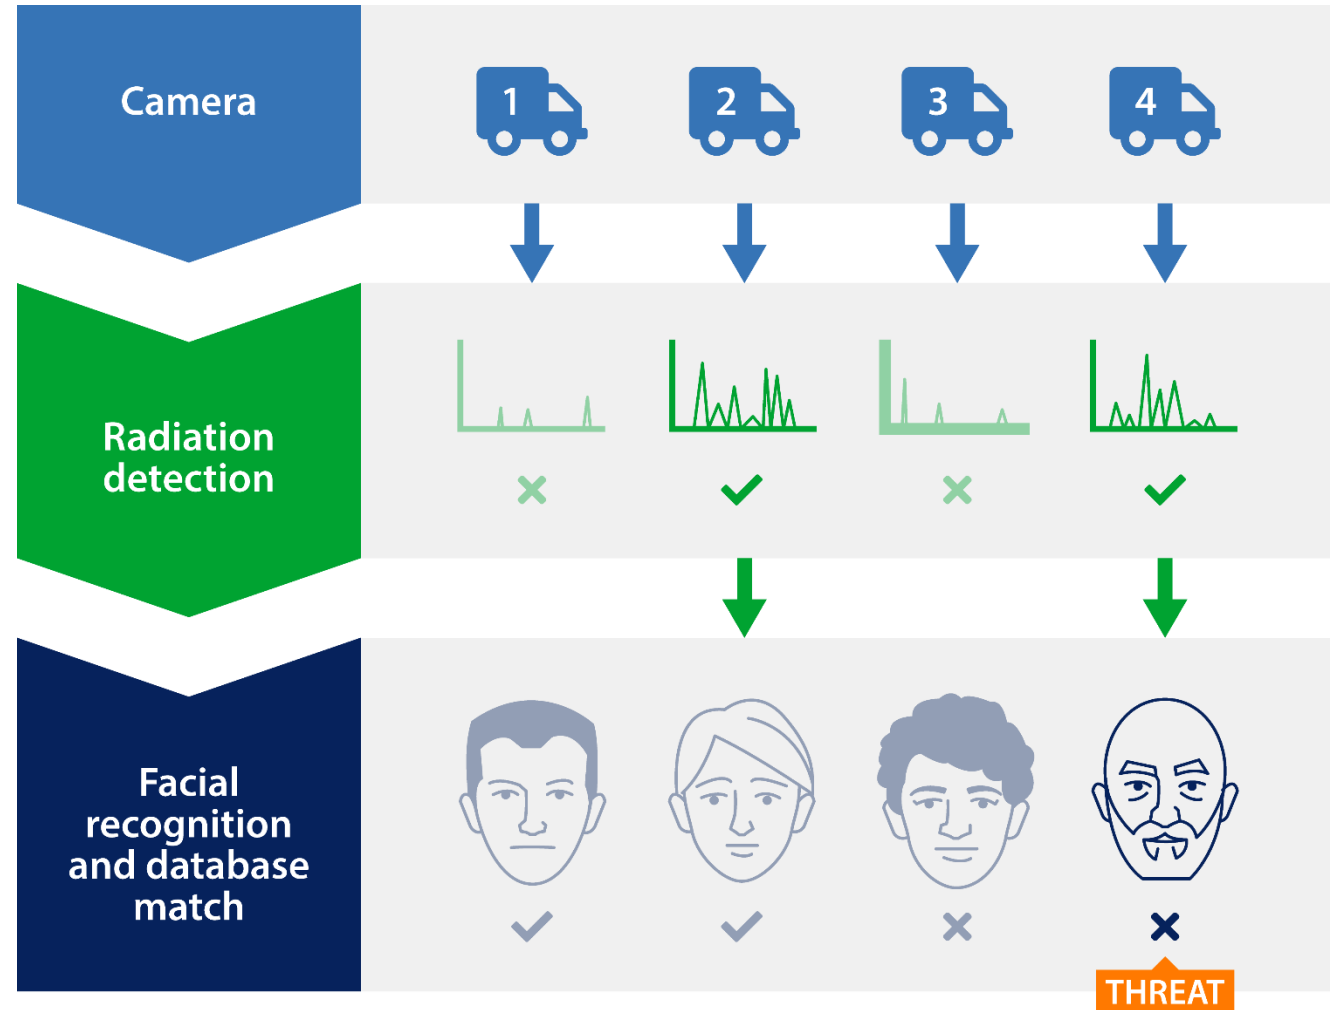 Camera
1
2
3
4
Radiation
detection
Facial
recognition
and database
match
THREAT